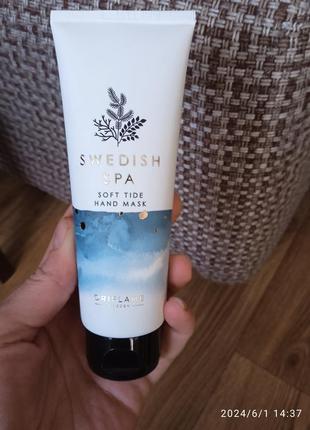 SWEDISH
SPA
SOFT TIDE
HAND MASK
ORIFLAME
2024/6/1 14:37